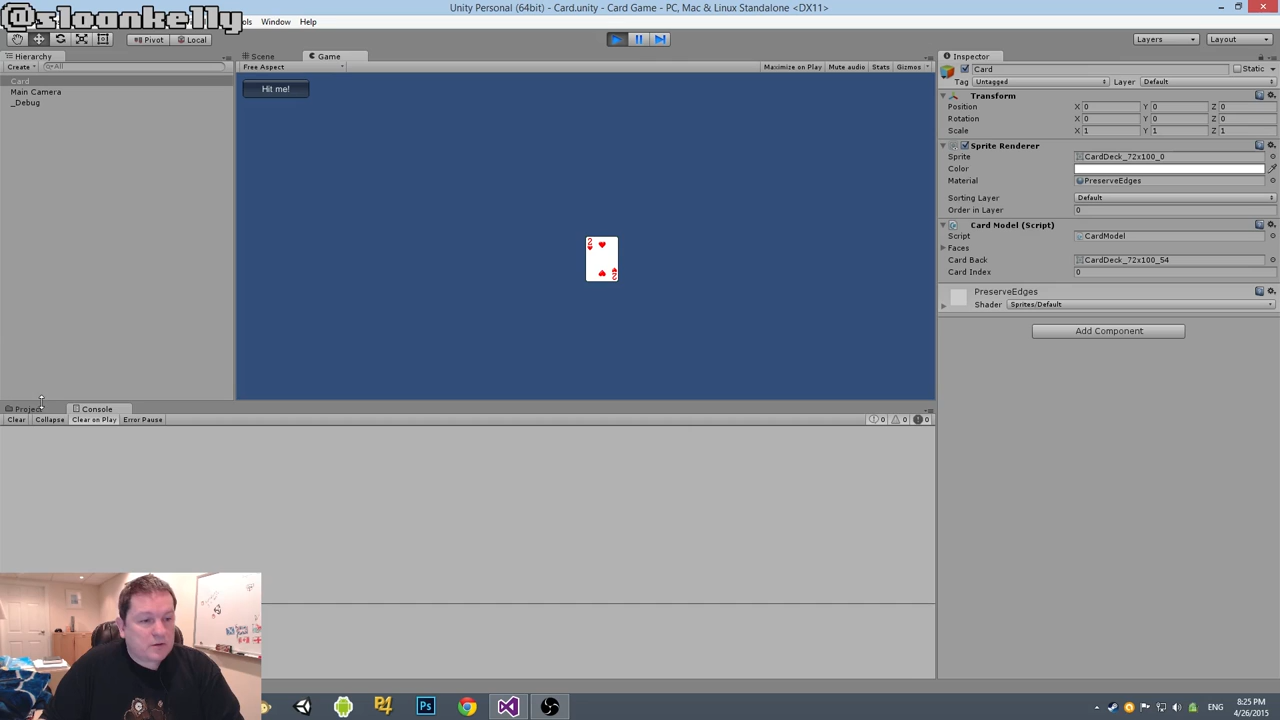 Unity Personal (64bit) - Card.unity - Card Game - PC, Mac & Linux Standalone <DX11>
@sloankelly
Window Help
Pivot Local
Layers Layout
Hierarchy
Create All
Card
Main Camera
_Debug
Scene Game
Free Aspect Maximize on Play Mute audio Stats Gizmos
Hit me!
2
2
Inspector
Card Static
Tag Untagged Layer Default
Transform
Position X 0 Y 0 Z 0
Rotation X 0 Y 0 Z 0
Scale X 1 Y 1 Z 1
Sprite Renderer
Sprite CardDeck_72x100_0
Color
Material PreserveEdges
Sorting Layer Default
Order in Layer 0
Card Model (Script)
Script CardModel
Faces
Card Back CardDeck_72x100_54
Card Index 0
PreserveEdges
Shader Sprites/Default
Add Component
Project Console
Clear Collapse Clear on Play Error Pause 0 0 0
Ps
ENG
8:25 PM
4/26/2015